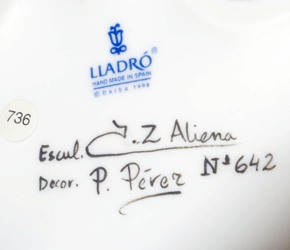 LLADRÓ
HAND MADE IN SPAIN
© DAISA 1998
736
Escul. J.Z Aliena
Decor. P. Pérez Nº 642